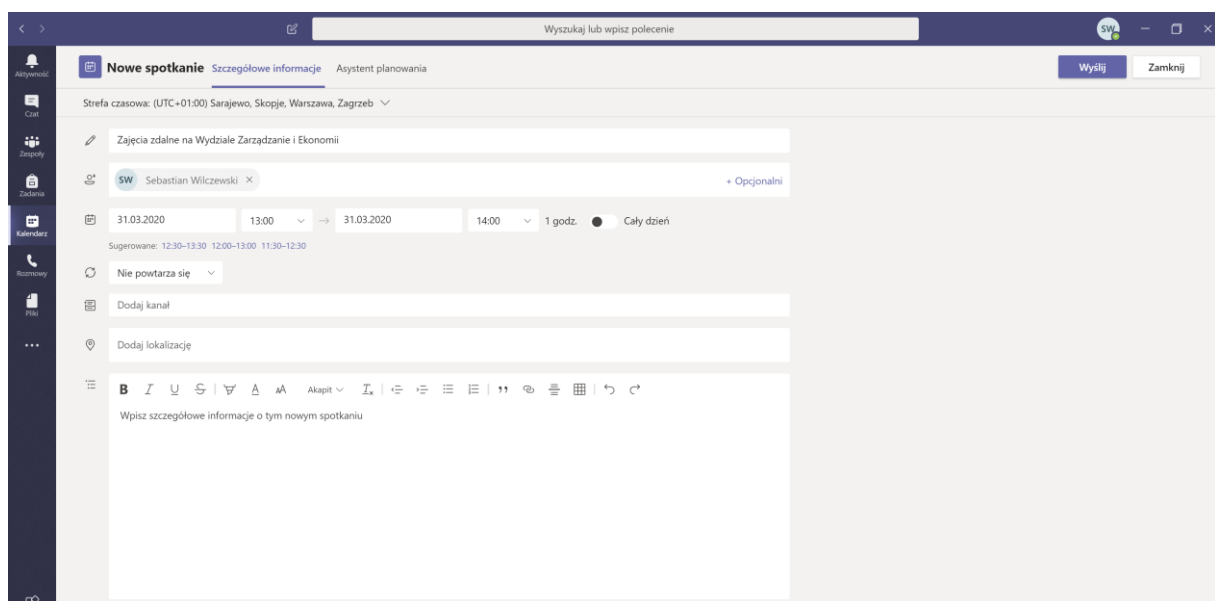 Wyszukaj lub wpisz polecenie
SW
Aktywność
Czat
Zespoły
Zadania
Kalendarz
Rozmowy
Pliki
Nowe spotkanie Szczegółowe informacje Asystent planowania
Wyślij Zamknij
Strefa czasowa: (UTC+01:00) Sarajewo, Skopje, Warszawa, Zagrzeb
Zajęcia zdalne na Wydziale Zarządzanie i Ekonomii
SW Sebastian Wilczewski × + Opcjonalni
31.03.2020 13:00 → 31.03.2020 14:00 1 godz. Cały dzień
Sugerowane: 12:30–13:30 12:00–13:00 11:30–12:30
Nie powtarza się
Dodaj kanał
Dodaj lokalizację
B I U S A AA Akapit Ix
Wpisz szczegółowe informacje o tym nowym spotkaniu